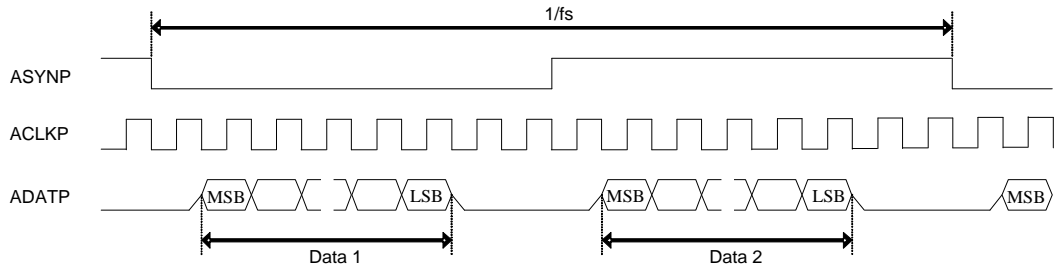 1/fs
ASYNP
ACLKP
ADATP MSB LSB MSB LSB MSB
Data 1 Data 2